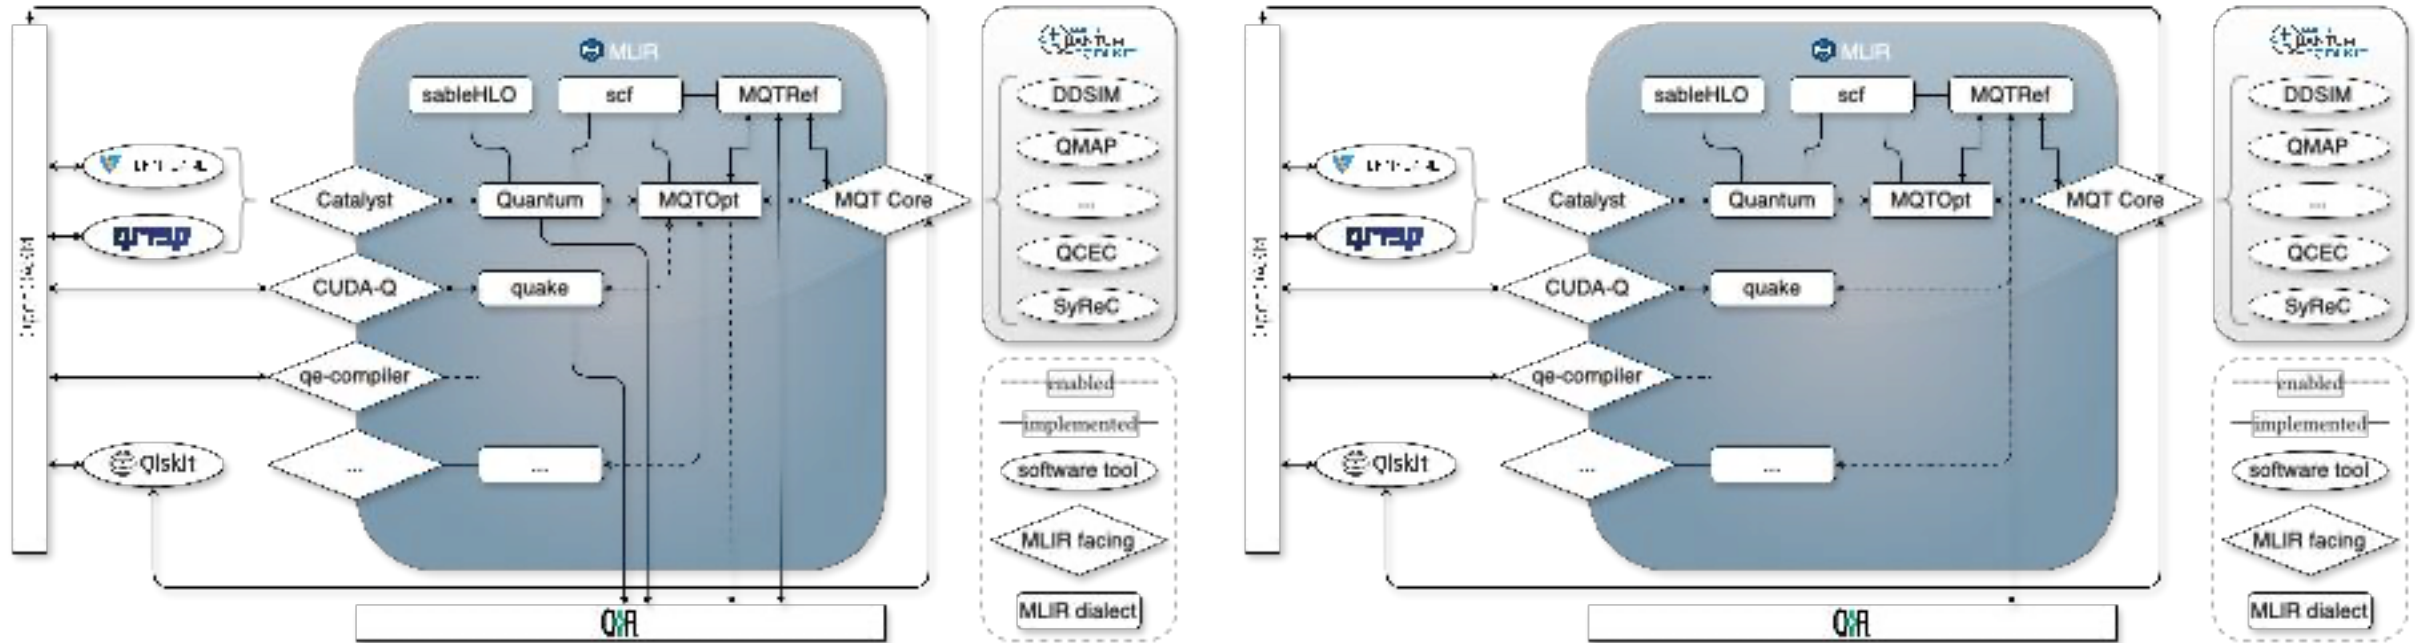 MLIR
sableHLO
scf
MQTRef
Catalyst
Quantum
MQTOpt
MQT Core
CUDA-Q
quake
qe-compiler
...
...
Qiskit
DDSIM
QMAP
...
QCEC
SyReC
enabled
implemented
software tool
MLIR facing
MLIR dialect
MLIR
sableHLO
scf
MQTRef
Catalyst
Quantum
MQTOpt
MQT Core
CUDA-Q
quake
qe-compiler
...
...
Qiskit
DDSIM
QMAP
...
QCEC
SyReC
enabled
implemented
software tool
MLIR facing
MLIR dialect